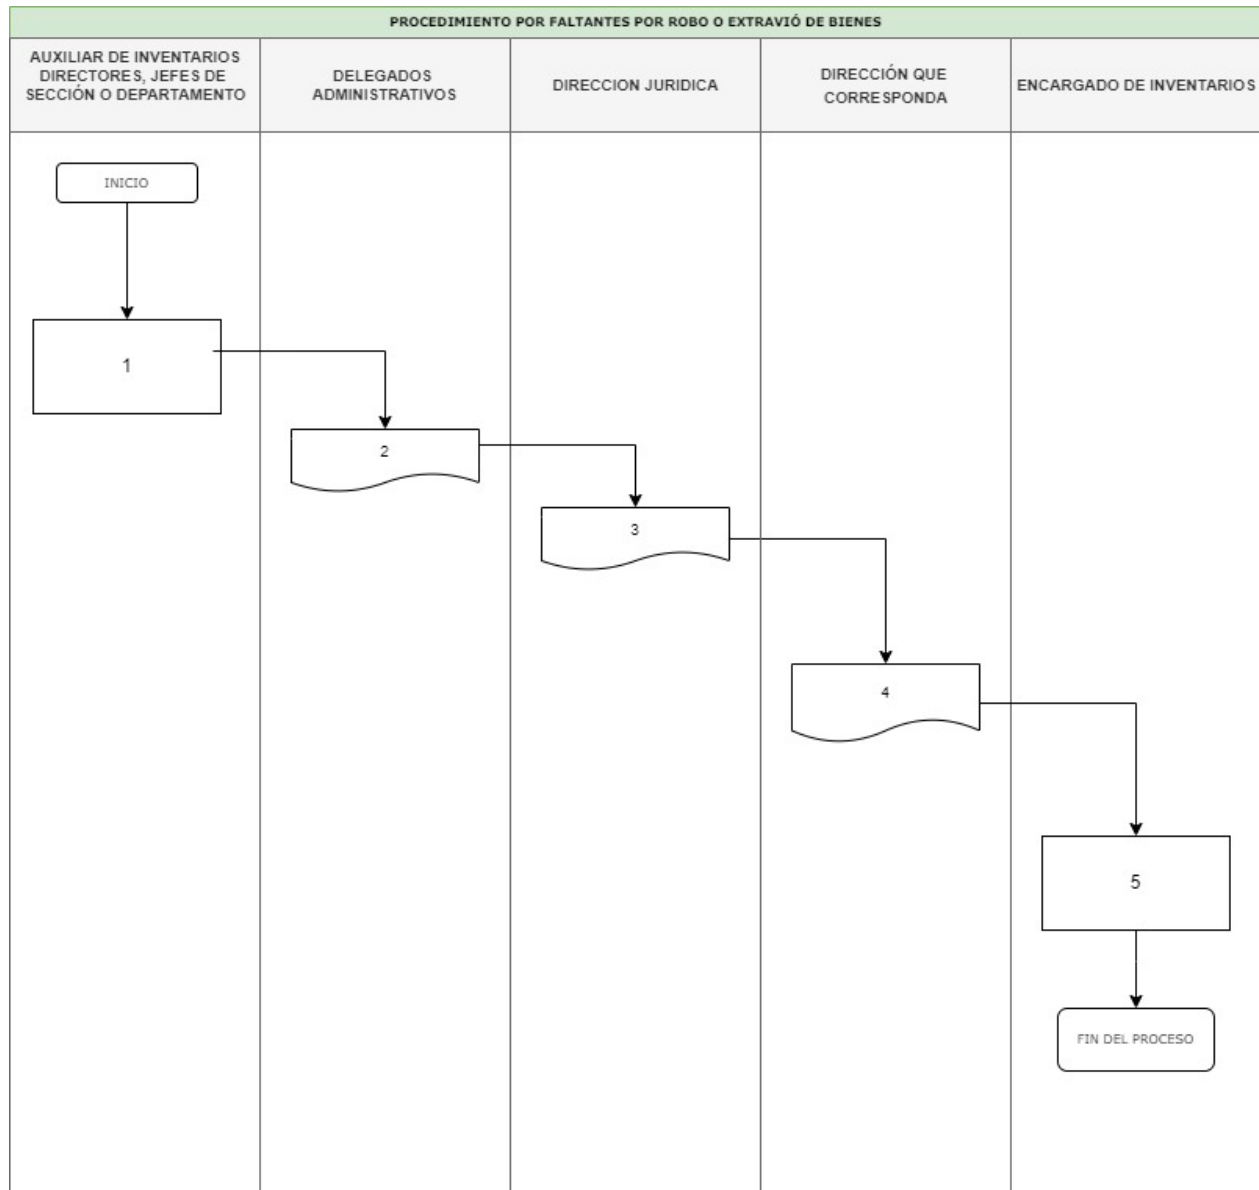 PROCEDIMIENTO POR FALTANTES POR ROBO O EXTRAVIÓ DE BIENES
AUXILIAR DE INVENTARIOS
DIRECTORES, JEFES DE
SECCIÓN O DEPARTAMENTO
DELEGADOS
ADMINISTRATIVOS
DIRECCION JURIDICA
DIRECCIÓN QUE
CORRESPONDA
ENCARGADO DE INVENTARIOS
INICIO
1
2
3
4
5
FIN DEL PROCESO